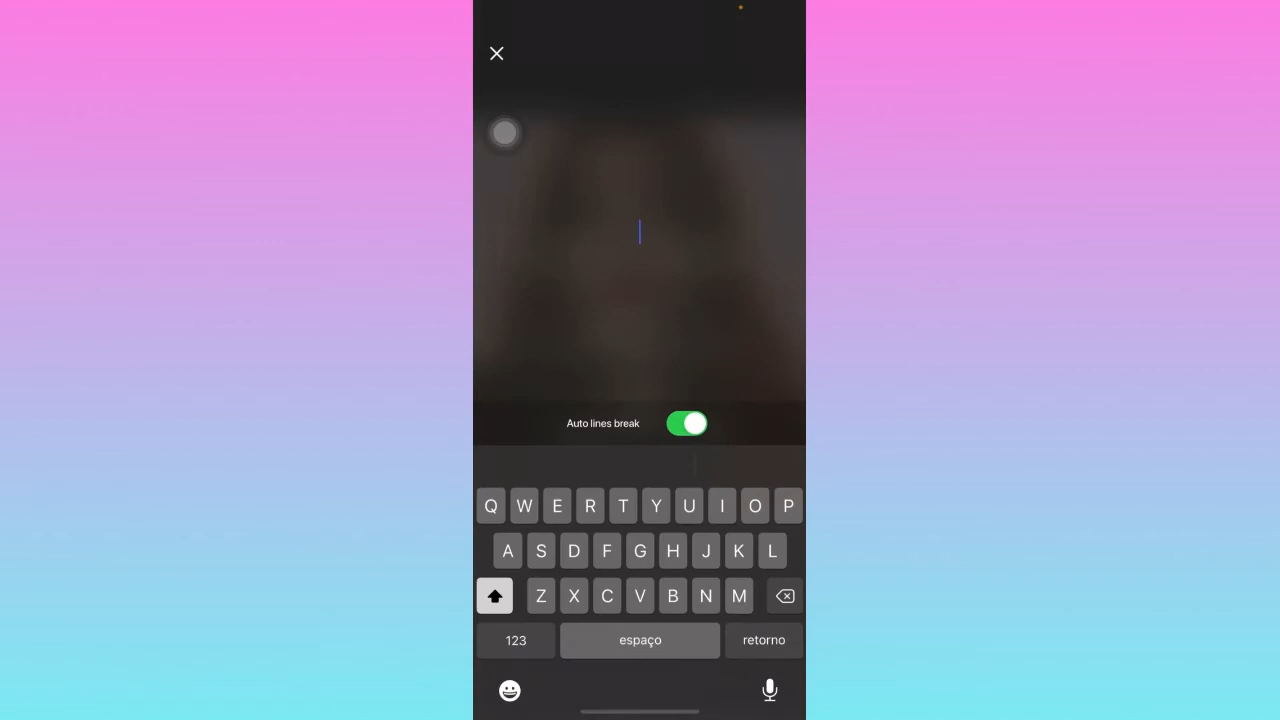 Auto lines break
Q W E R T Y U I O P
A S D F G H J K L
Z X C V B N M
123 espaço retorno